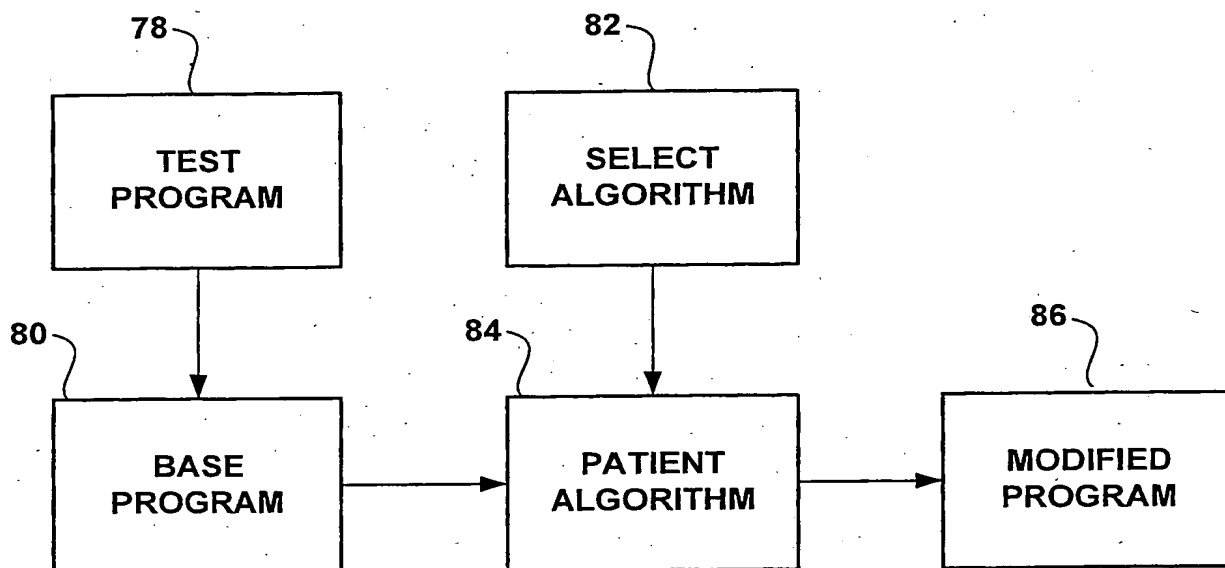 78
82
TEST
PROGRAM
SELECT
ALGORITHM
80
84
86
BASE
PROGRAM
PATIENT
ALGORITHM
MODIFIED
PROGRAM